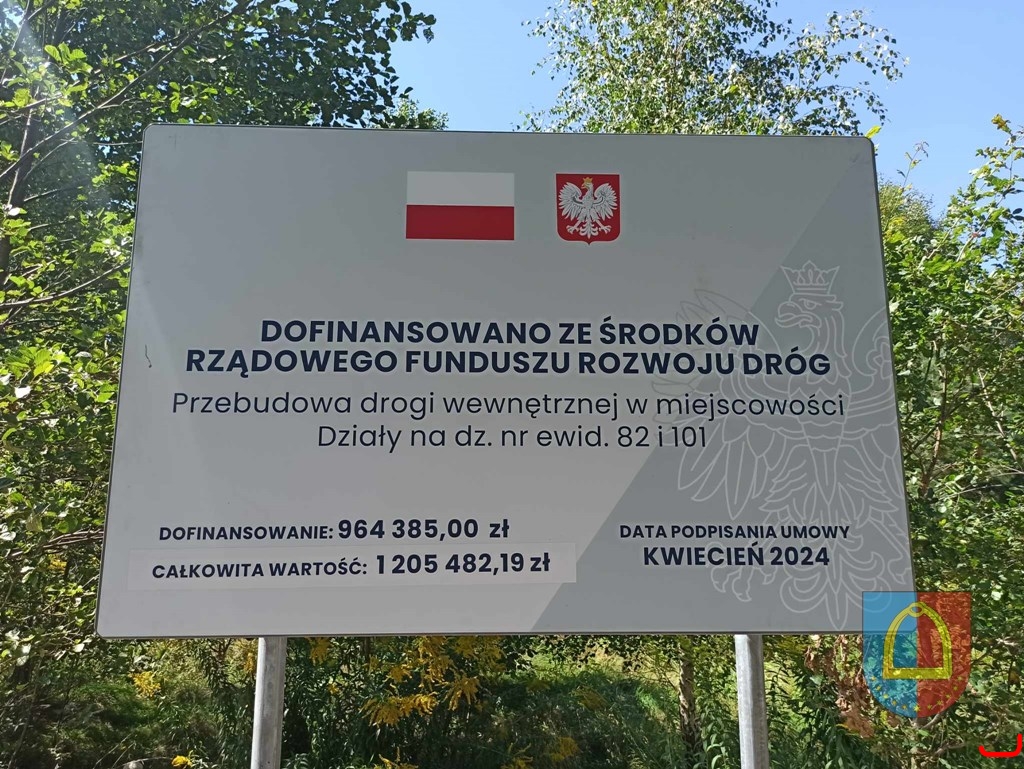 DOFINANSOWANO ZE ŚRODKÓW
RZĄDOWEGO FUNDUSZU ROZWOJU DRÓG
Przebudowa drogi wewnętrznej w miejscowości
Działy na dz. nr ewid. 82 i 101
DOFINANSOWANIE: 964 385,00 zł
CAŁKOWITA WARTOŚĆ: 1 205 482,19 zł
DATA PODPISANIA UMOWY
KWIECIEŃ 2024